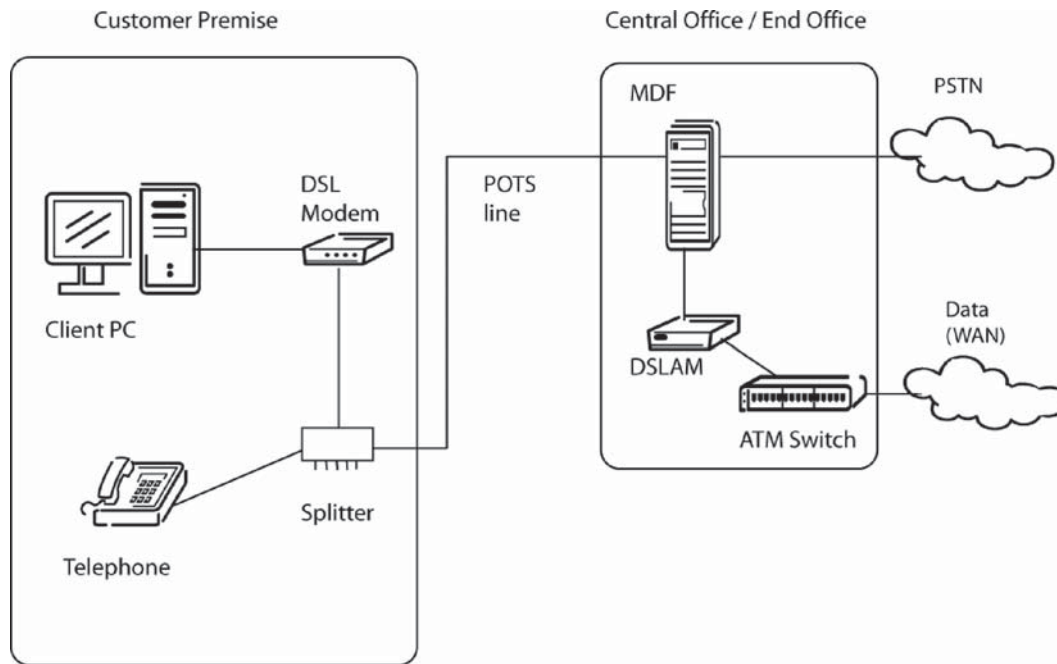 Customer Premise
Central Office / End Office
MDF
PSTN
DSL
Modem
POTS
line
Client PC
Data
(WAN)
DSLAM
ATM Switch
Splitter
Telephone